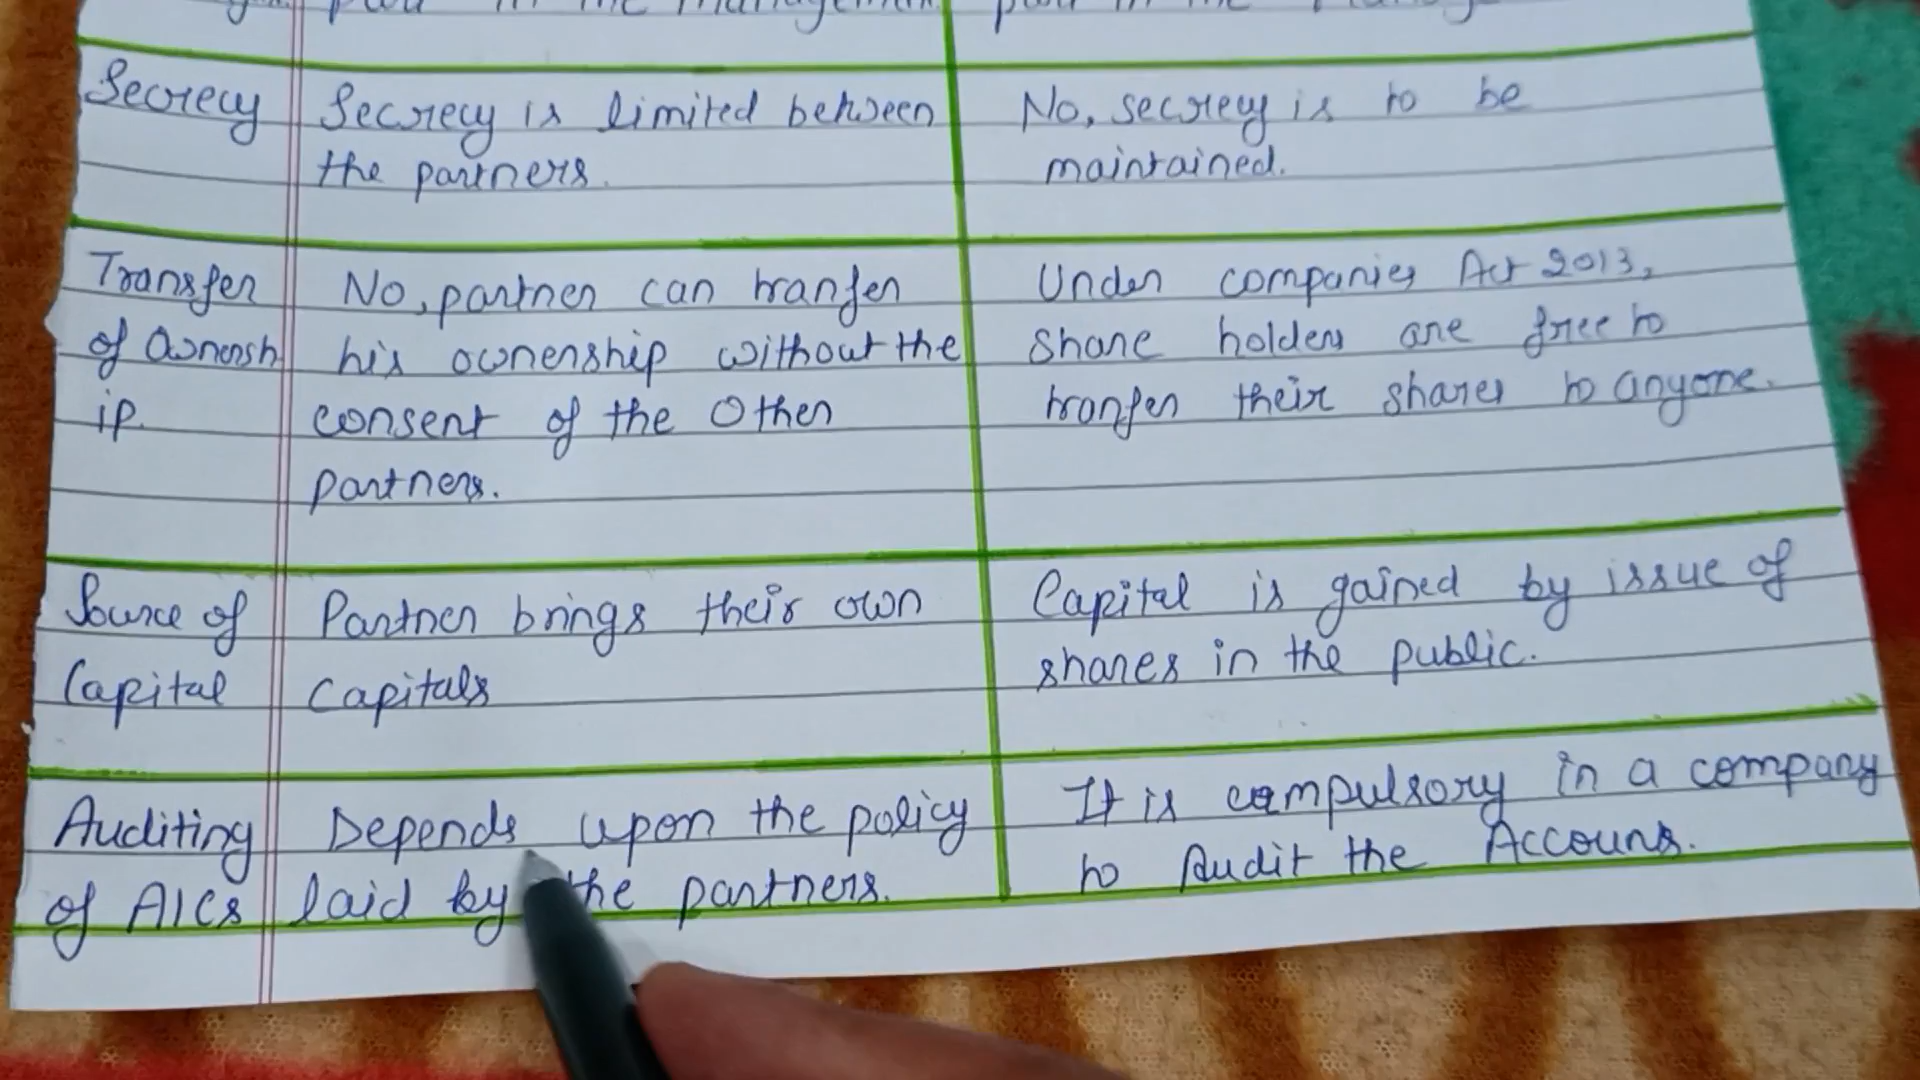 in the management
Secrecy
Secrecy is limited between
the partners.
No, secrecy is to be
maintained.
Transfer
of Ownersh
ip.
No, partner can tranfer
his ownership without the
consent of the Other
partners.
Under companies Act 2013,
share holders are free to
tranfer their shares to anyone.
Source of
Capital
Partner brings their own
Capitals
Capital is gained by issue of
shares in the public.
Auditing
of A/Cs
Depends upon the policy
laid by the partners.
It is compulsory in a company
to Audit the Accouns.